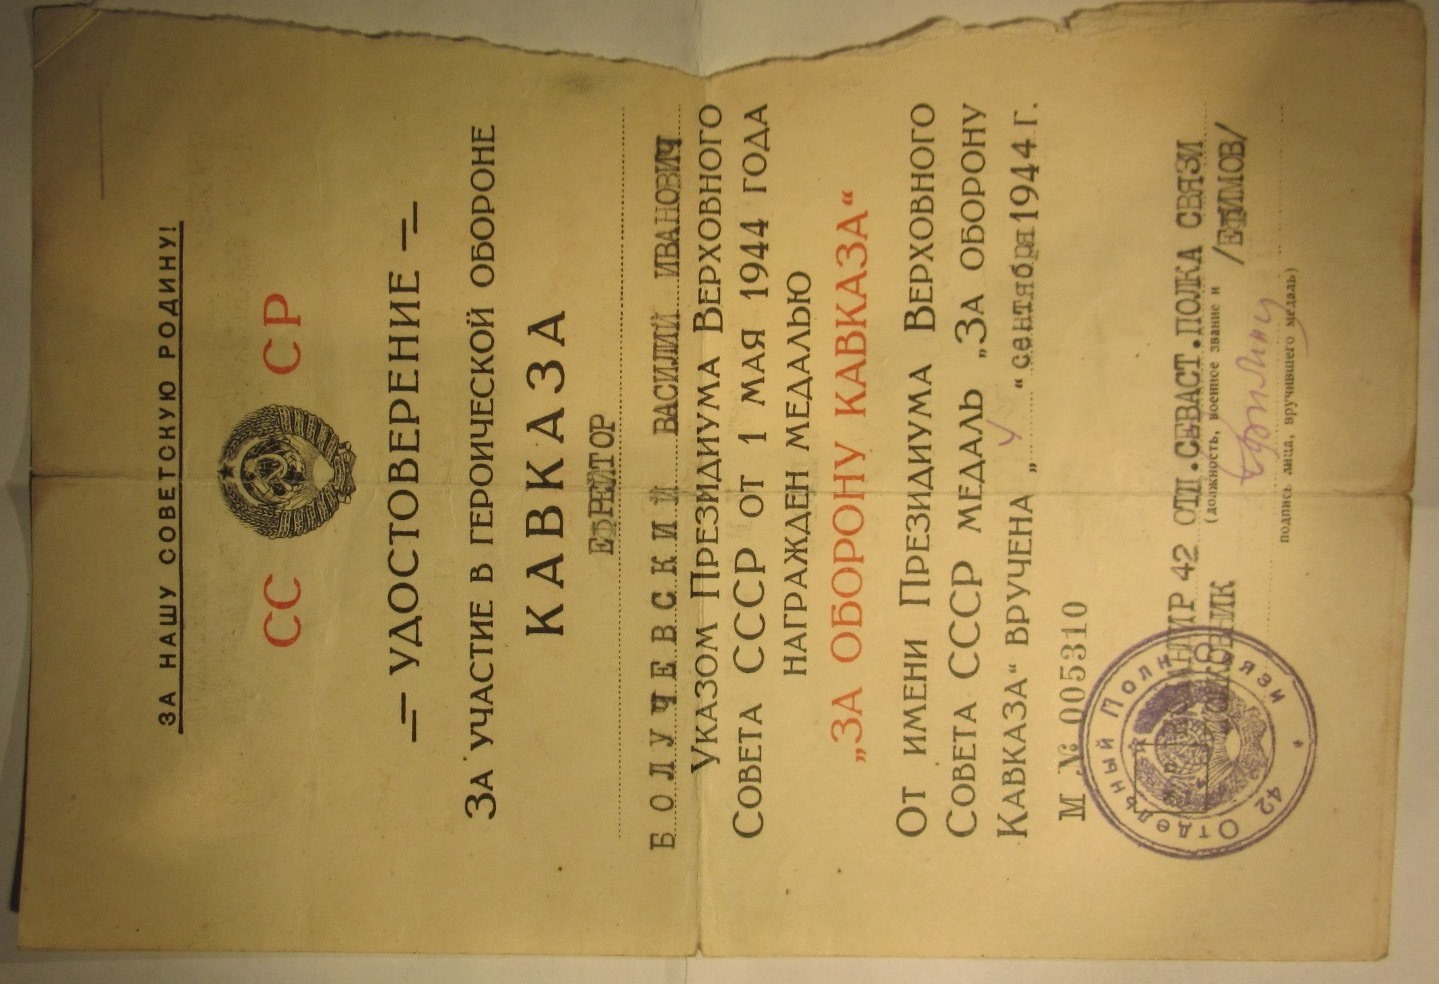 ЗА НАШУ СОВЕТСКУЮ РОДИНУ!
СС СР
УДОСТОВЕРЕНИЕ
ЗА УЧАСТИЕ В ГЕРОИЧЕСКОЙ ОБОРОНЕ
КАВКАЗА
ЕФРЕЙТОР
БОЛУЧЕВСКИЙ ВАСИЛИЙ ИВАНОВИЧ
УКАЗОМ ПРЕЗИДИУМА ВЕРХОВНОГО
СОВЕТА СССР ОТ 1 МАЯ 1944 ГОДА
НАГРАЖДЕН МЕДАЛЬЮ
„ЗА ОБОРОНУ КАВКАЗА“
ОТ ИМЕНИ ПРЕЗИДИУМА ВЕРХОВНОГО
СОВЕТА СССР МЕДАЛЬ „ЗА ОБОРОНУ
КАВКАЗА“ ВРУЧЕНА „ “ сентября 1944 г.
М № 005310
42 ОТД.СЕВАСТ.ПОЛКА СВЯЗИ
(должность, военное звание и
/ЕФИМОВ/
подпись лица, вручившего медаль)
42 Отдельный Полк Связи *